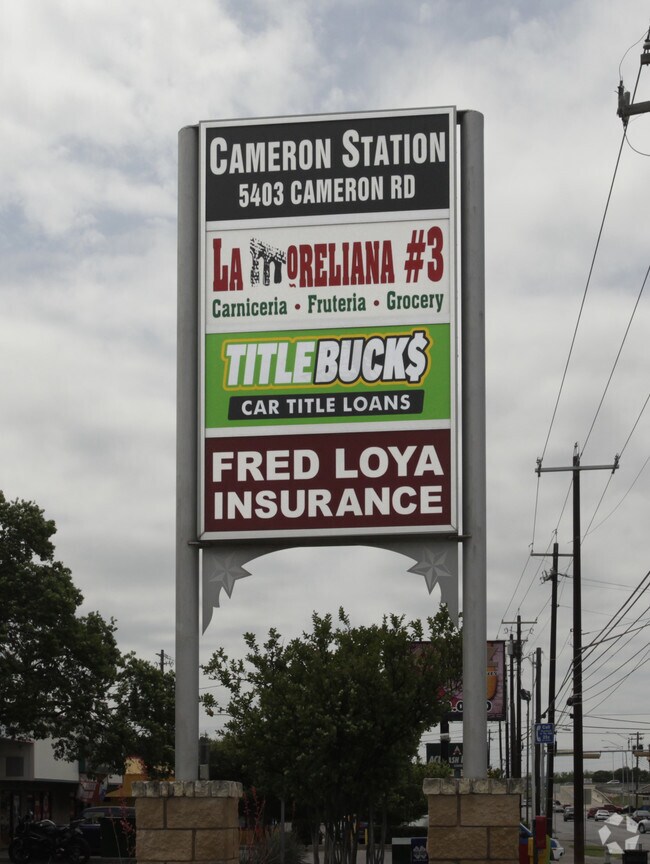 CAMERON STATION
5403 CAMERON RD
LA MORELIANA #3
Carniceria • Fruteria • Grocery
TITLEBUCK$
CAR TITLE LOANS
FRED LOYA
INSURANCE